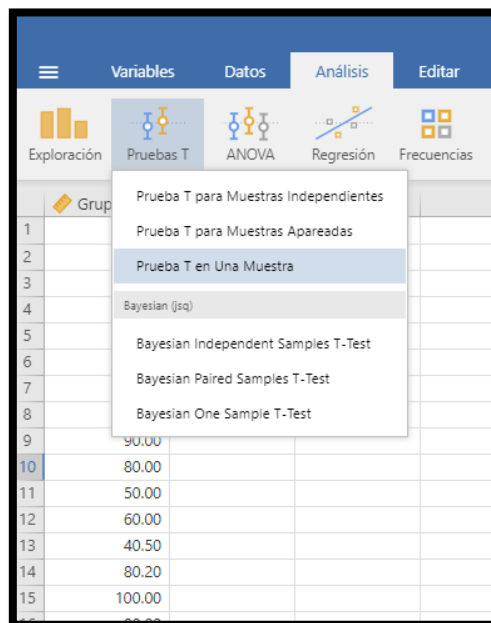 Variables Datos Análisis Editar
Exploración Pruebas T ANOVA Regresión Frecuencias
Grup
Prueba T para Muestras Independientes
Prueba T para Muestras Apareadas
Prueba T en Una Muestra
Bayesian (jsq)
Bayesian Independent Samples T-Test
Bayesian Paired Samples T-Test
Bayesian One Sample T-Test
1
2
3
4
5
6
7
8
9 90.00
10 80.00
11 50.00
12 60.00
13 40.50
14 80.20
15 100.00